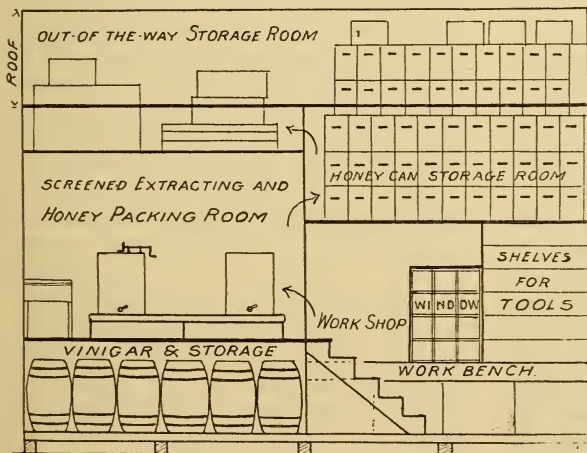 OUT-OF THE-WAY STORAGE ROOM
ROOF
HONEY CAN STORAGE ROOM
SCREENED EXTRACTING AND
HONEY PACKING ROOM
SHELVES
FOR
TOOLS
WINDOW
WORK SHOP
VINIGAR & STORAGE
WORK BENCH.